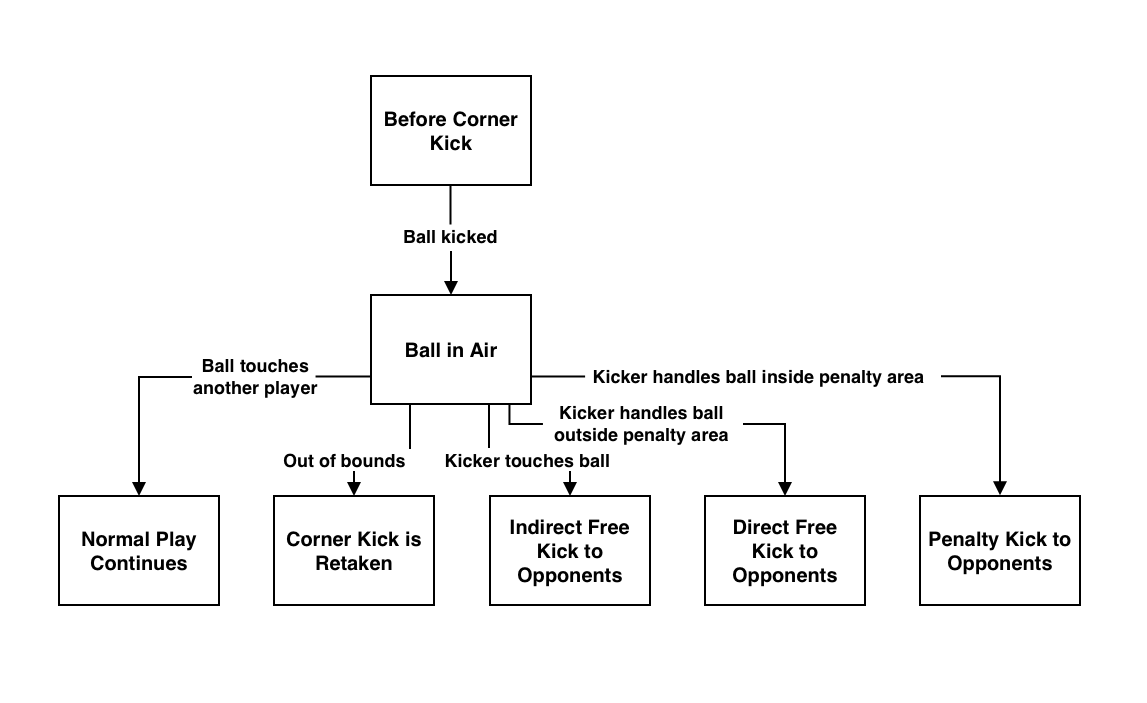 Before Corner
Kick
Ball kicked
Ball in Air
Ball touches
another player
Kicker handles ball inside penalty area
Kicker handles ball
outside penalty area
Out of bounds
Kicker touches ball
Normal Play
Continues
Corner Kick is
Retaken
Indirect Free
Kick to
Opponents
Direct Free
Kick to
Opponents
Penalty Kick to
Opponents